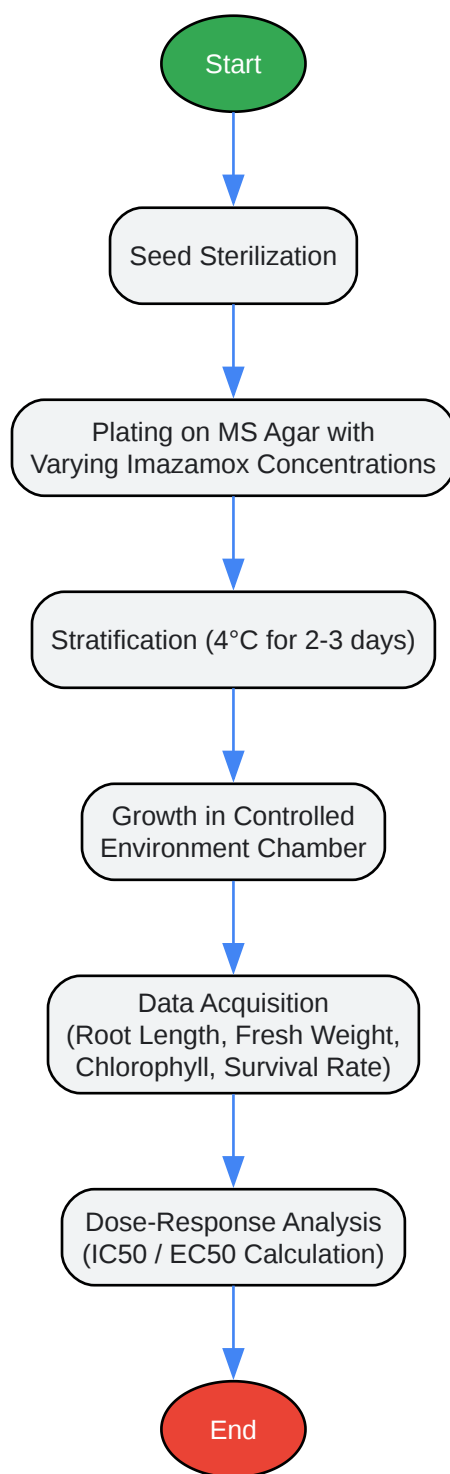 Start
Seed Sterilization
Plating on MS Agar with
Varying Imazamox Concentrations
Stratification (4°C for 2-3 days)
Growth in Controlled
Environment Chamber
Data Acquisition
(Root Length, Fresh Weight,
Chlorophyll, Survival Rate)
Dose-Response Analysis
(IC50 / EC50 Calculation)
End